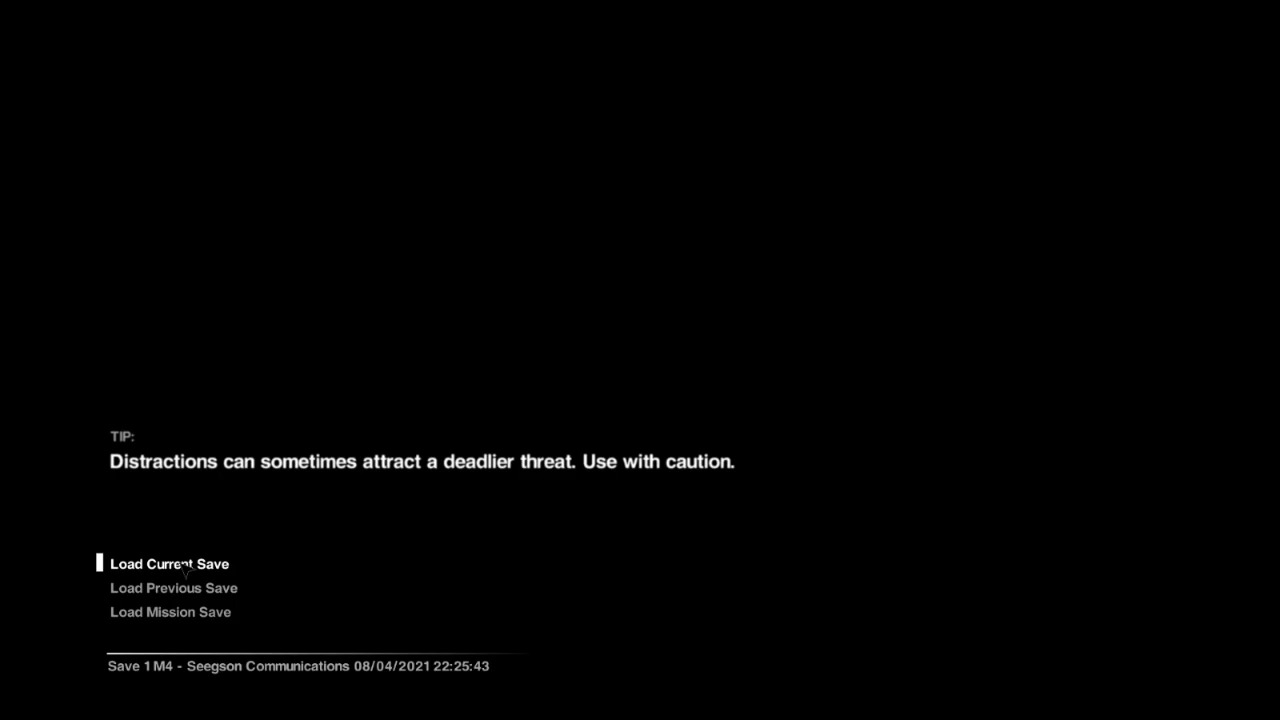 TIP:
Distractions can sometimes attract a deadlier threat. Use with caution.
Load Current Save
Load Previous Save
Load Mission Save
Save 1 M4 - Seegson Communications 08/04/2021 22:25:43